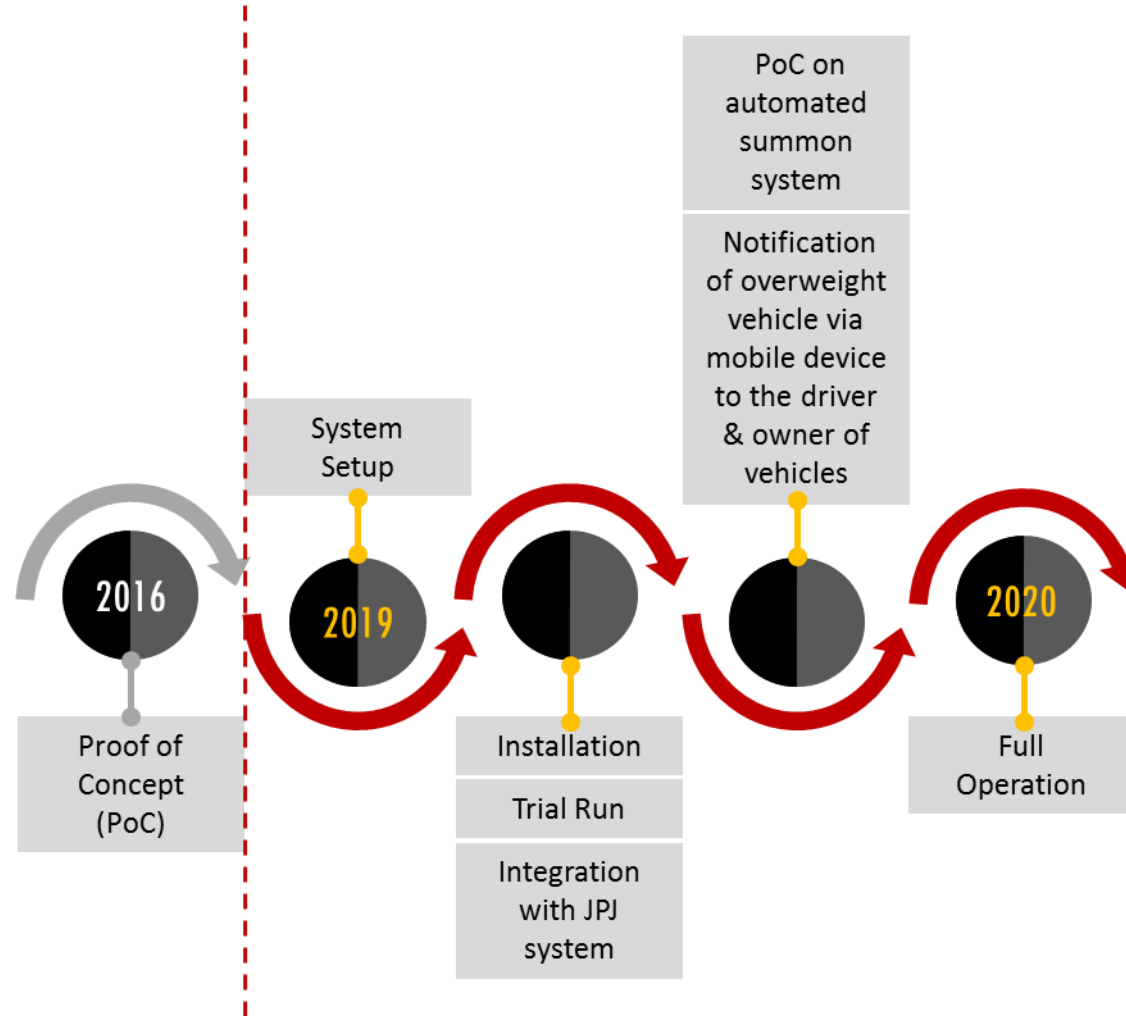 2016
Proof of
Concept
(PoC)
System
Setup
2019
Installation
Trial Run
Integration
with JPJ
system
PoC on
automated
summon
system
Notification
of overweight
vehicle via
mobile device
to the driver
& owner of
vehicles
2020
Full
Operation